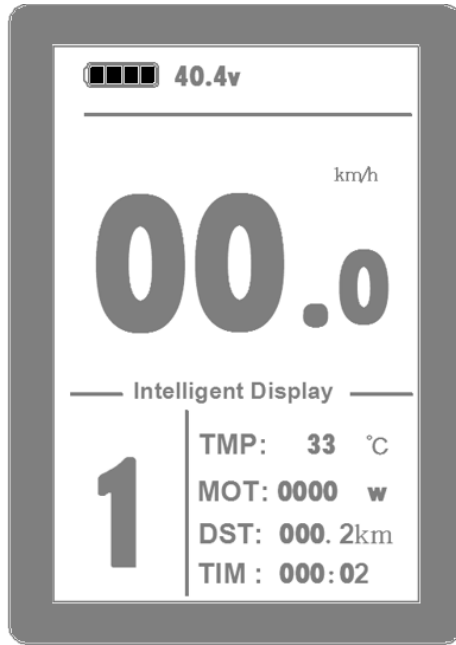 40.4v
km/h
00.0
Intelligent Display
1
TMP: 33 °C
MOT: 0000 w
DST: 000. 2km
TIM : 000:02